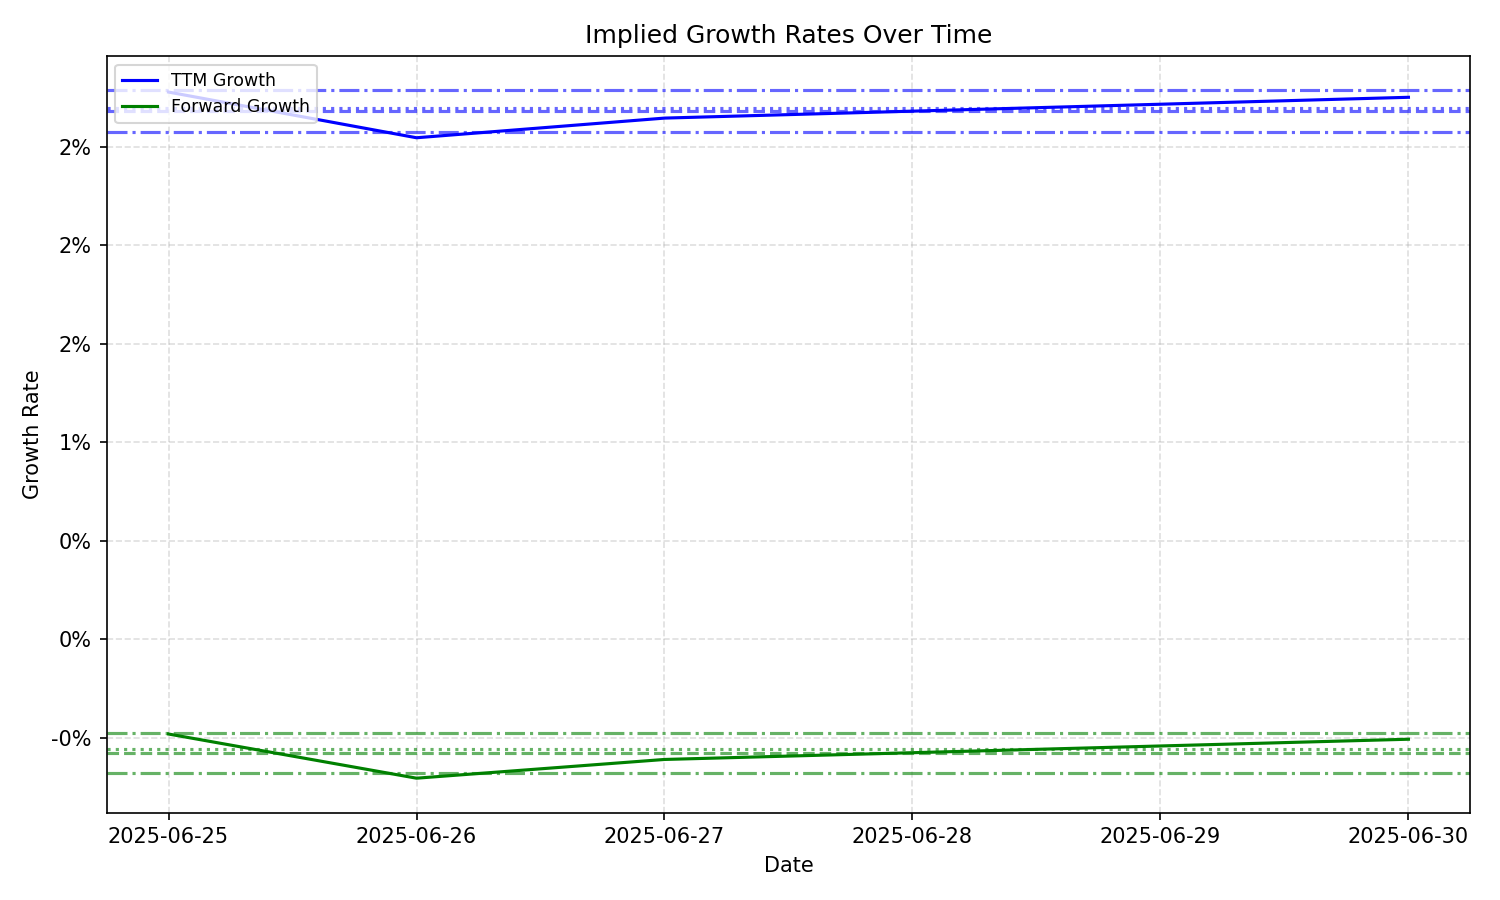 Implied Growth Rates Over Time
TTM Growth
Forward Growth
2%
2%
2%
1%
0%
0%
-0%
Growth Rate
2025-06-25
2025-06-26
2025-06-27
2025-06-28
2025-06-29
2025-06-30
Date